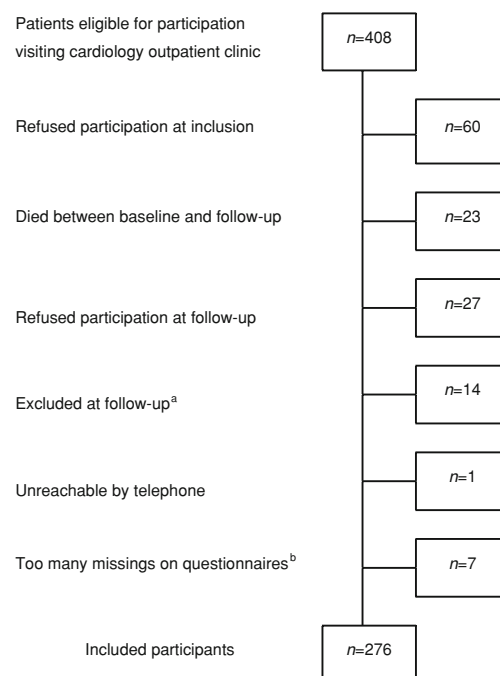 Patients eligible for participation
visiting cardiology outpatient clinic
n=408
Refused participation at inclusion
n=60
Died between baseline and follow-up
n=23
Refused participation at follow-up
n=27
Excluded at follow-up^a
n=14
Unreachable by telephone
n=1
Too many missings on questionnaires^b
n=7
Included participants
n=276